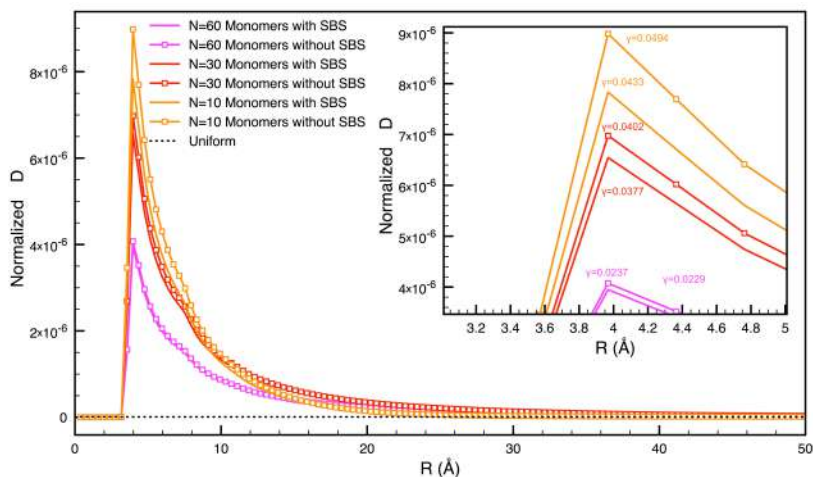 N=60 Monomers with SBS
N=60 Monomers without SBS
N=30 Monomers with SBS
N=30 Monomers without SBS
N=10 Monomers with SBS
N=10 Monomers without SBS
Uniform
Normalized D
8×10⁻⁶
6×10⁻⁶
4×10⁻⁶
2×10⁻⁶
0
0 10 20 30 40 50
R (Å)
Normalized D
9×10⁻⁶
8×10⁻⁶
7×10⁻⁶
6×10⁻⁶
5×10⁻⁶
4×10⁻⁶
γ=0.0494
γ=0.0433
γ=0.0402
γ=0.0377
γ=0.0237
γ=0.0229
3.2 3.4 3.6 3.8 4 4.2 4.4 4.6 4.8 5
R (Å)